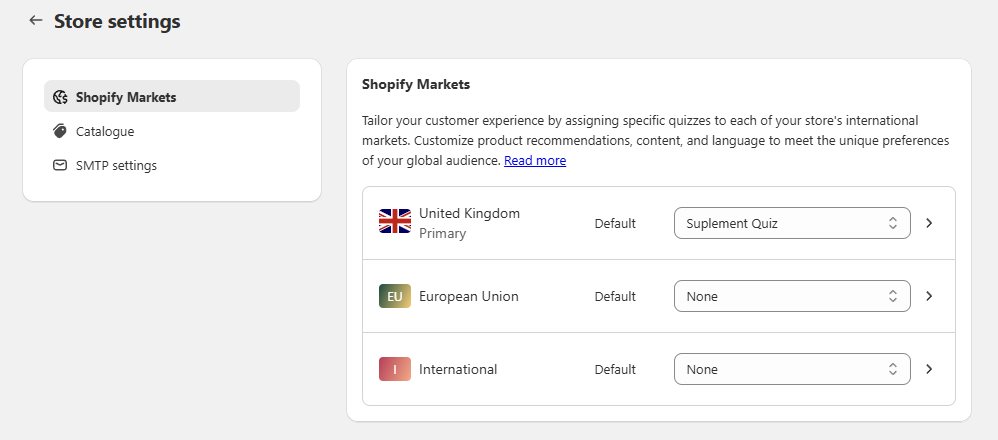 Store settings
Shopify Markets
Catalogue
SMTP settings
Shopify Markets
Tailor your customer experience by assigning specific quizzes to each of your store's international
markets. Customize product recommendations, content, and language to meet the unique preferences
of your global audience. Read more
United Kingdom
Primary
Default
Suplement Quiz
EU
European Union
Default
None
I
International
Default
None